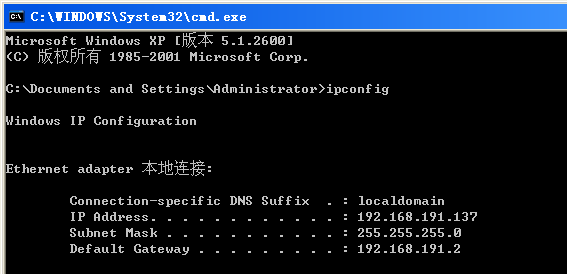 C:\WINDOWS\System32\cmd.exe
Microsoft Windows XP [版本 5.1.2600]
(C) 版权所有 1985-2001 Microsoft Corp.
C:\Documents and Settings\Administrator>ipconfig
Windows IP Configuration
Ethernet adapter 本地连接:
Connection-specific DNS Suffix  . : localdomain
IP Address. . . . . . . . . . . . : 192.168.191.137
Subnet Mask . . . . . . . . . . . : 255.255.255.0
Default Gateway . . . . . . . . . : 192.168.191.2